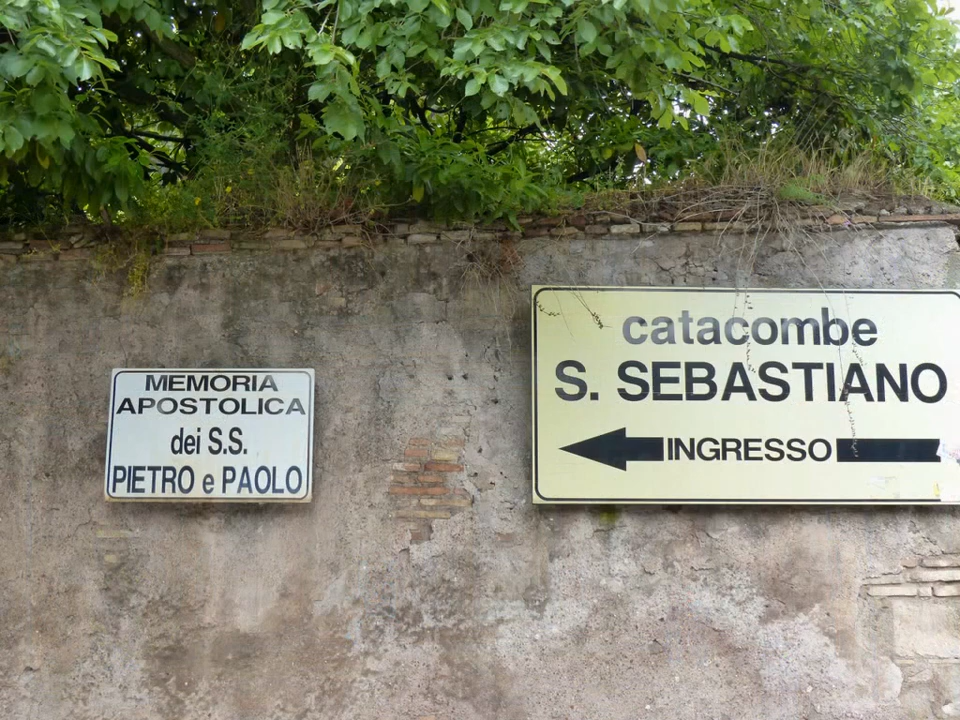 MEMORIA
APOSTOLICA
dei S.S.
PIETRO e PAOLO
catacombe
S. SEBASTIANO
INGRESSO